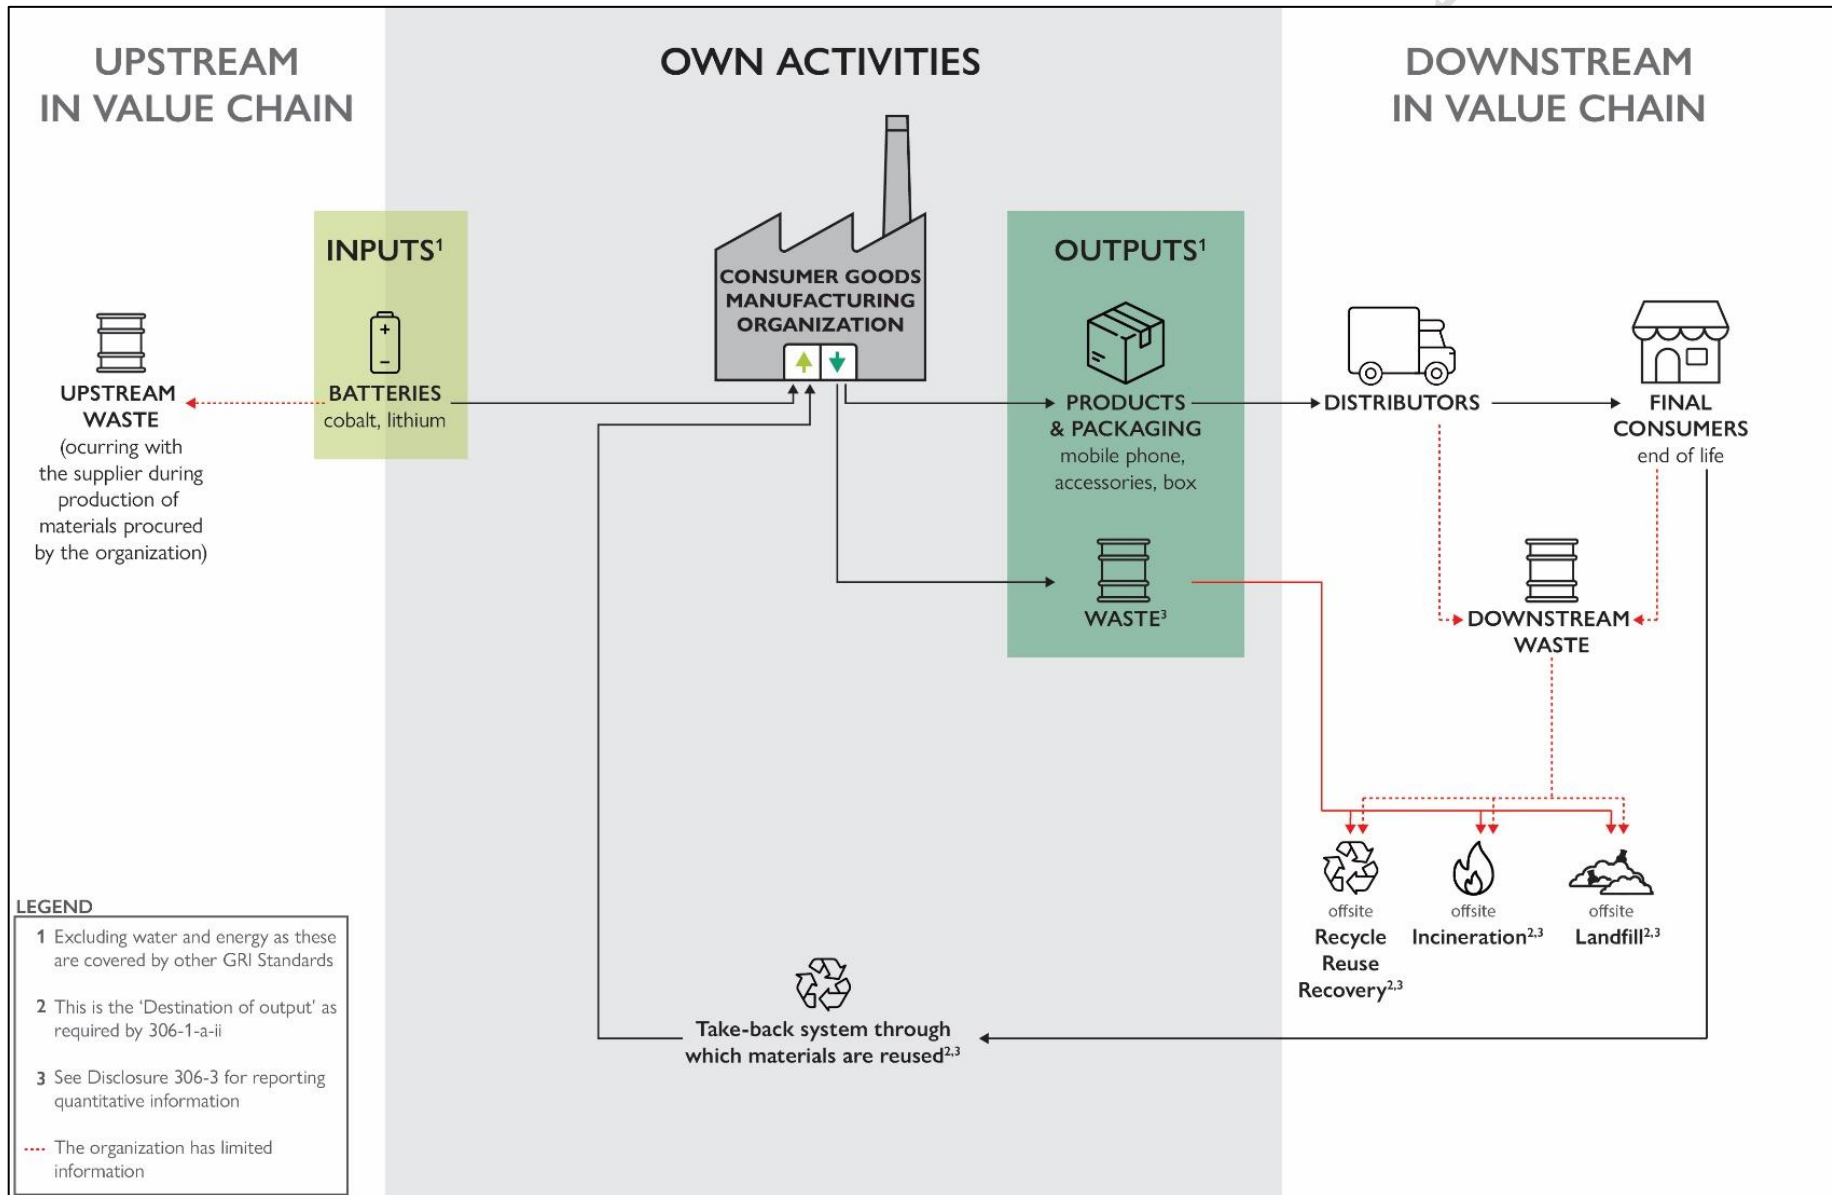 UPSTREAM
IN VALUE CHAIN
OWN ACTIVITIES
DOWNSTREAM
IN VALUE CHAIN
INPUTS¹
BATTERIES
cobalt, lithium
UPSTREAM
WASTE
(ocurring with
the supplier during
production of
materials procured
by the organization)
CONSUMER GOODS
MANUFACTURING
ORGANIZATION
OUTPUTS¹
PRODUCTS
& PACKAGING
mobile phone,
accessories, box
WASTE³
DISTRIBUTORS
FINAL
CONSUMERS
end of life
DOWNSTREAM
WASTE
offsite
Recycle
Reuse
Recovery²,³
offsite
Incineration²,³
offsite
Landfill²,³
Take-back system through
which materials are reused²,³
LEGEND
1 Excluding water and energy as these
are covered by other GRI Standards
2 This is the ‘Destination of output’ as
required by 306-1-a-ii
3 See Disclosure 306-3 for reporting
quantitative information
The organization has limited
information